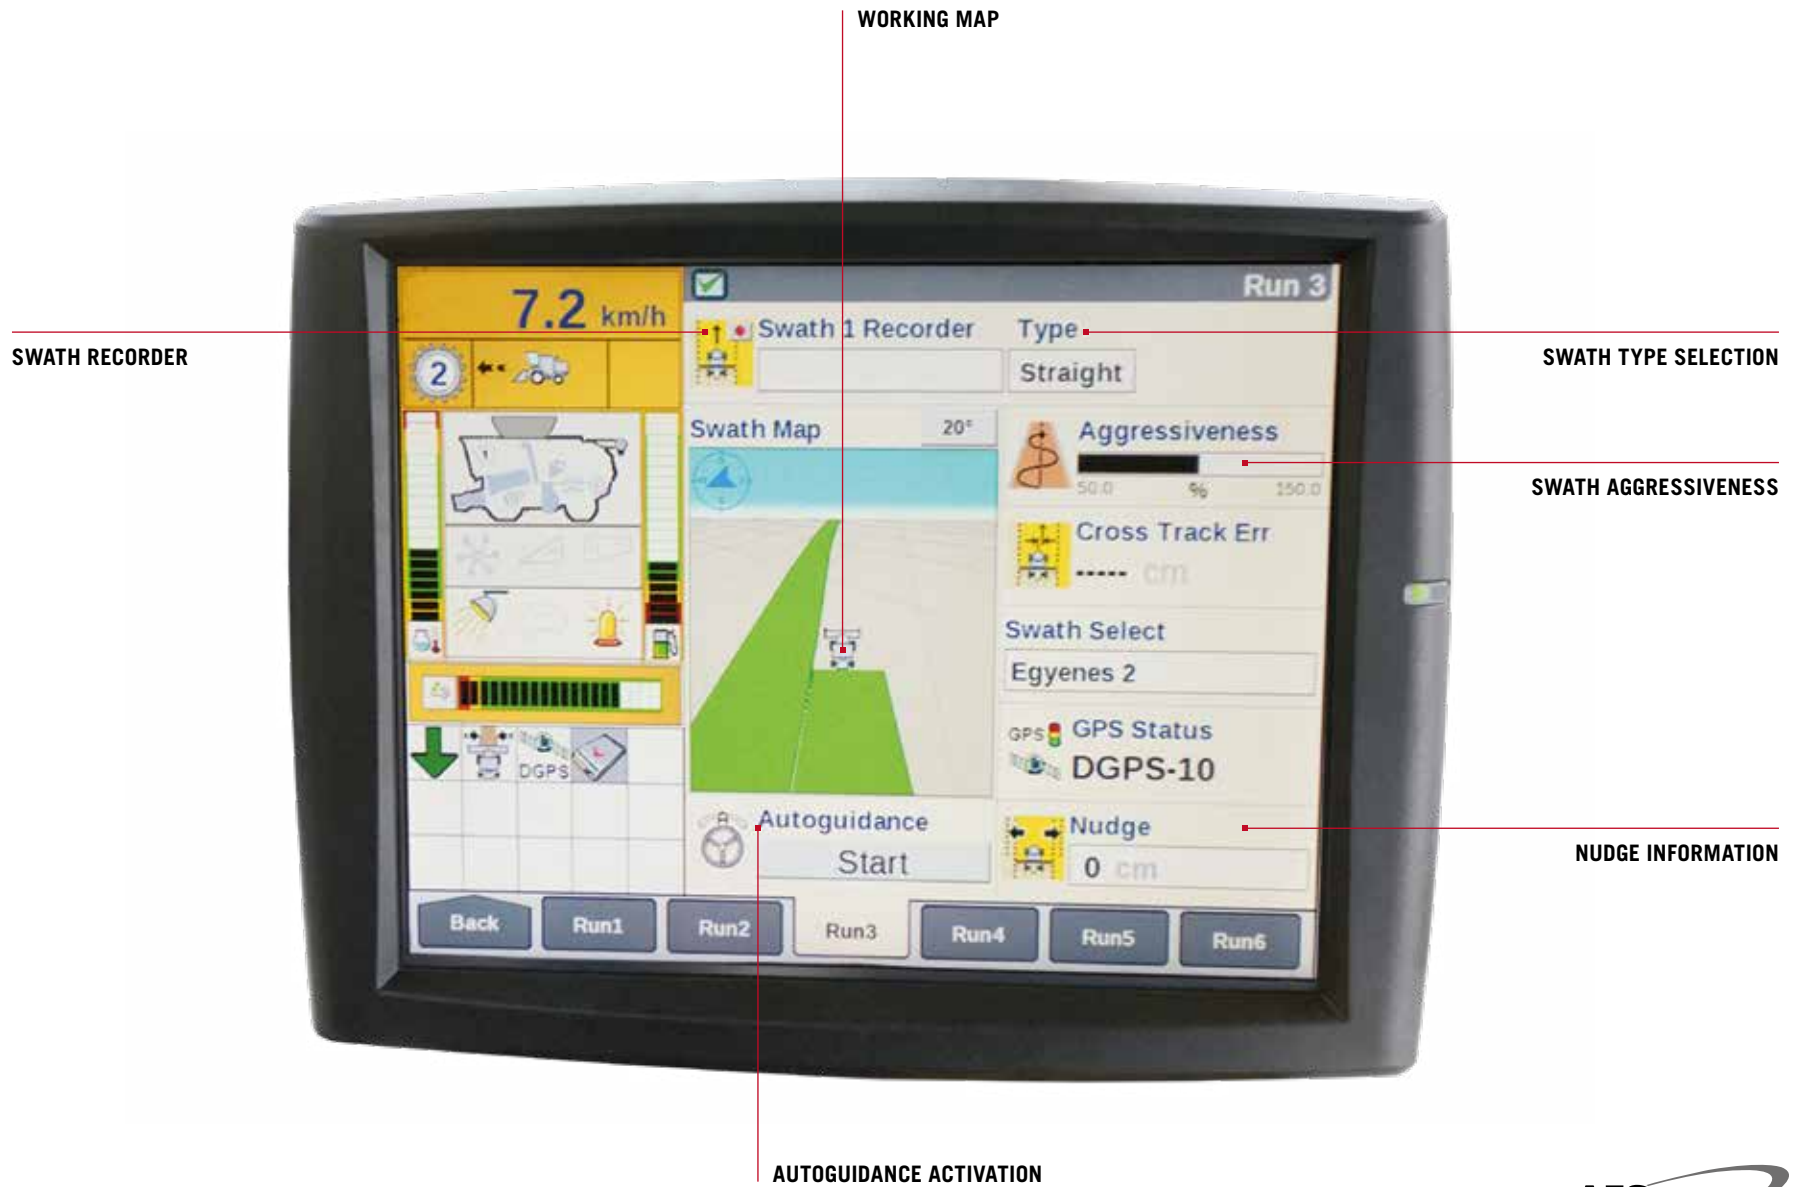 WORKING MAP
7.2 km/h
Run 3
Swath 1 Recorder
Type
SWATH RECORDER
SWATH TYPE SELECTION
2
Straight
Swath Map
20°
Aggressiveness
50.0 % 150.0
SWATH AGGRESSIVENESS
Cross Track Err
----- cm
Swath Select
Egyenes 2
GPS
GPS Status
DGPS
DGPS-10
Autoguidance
Start
Nudge
0 cm
NUDGE INFORMATION
Back
Run1
Run2
Run3
Run4
Run5
Run6
AUTOGUIDANCE ACTIVATION